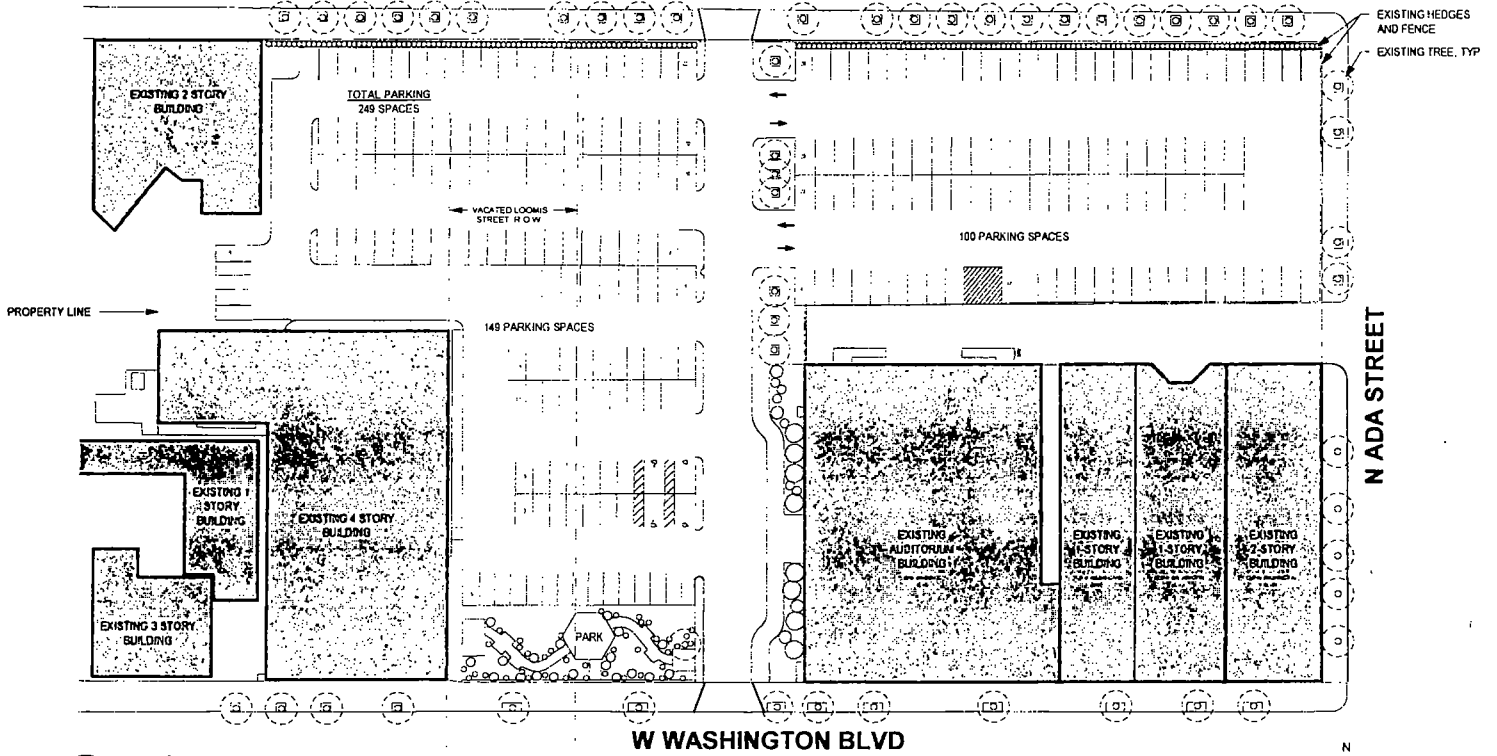 EXISTING HEDGES
AND FENCE
EXISTING TREE, TYP
EXISTING 2 STORY
BUILDING
TOTAL PARKING
249 SPACES
VACATED LOOMIS
STREET R O W
100 PARKING SPACES
PROPERTY LINE
149 PARKING SPACES
N ADA STREET
EXISTING 1
STORY
BUILDING
EXISTING 4 STORY
BUILDING
EXISTING
AUDITORIUM
BUILDING
EXISTING
1-STORY
BUILDING
EXISTING
1-STORY
BUILDING
EXISTING
2-STORY
BUILDING
EXISTING 3 STORY
BUILDING
PARK
W WASHINGTON BLVD
N